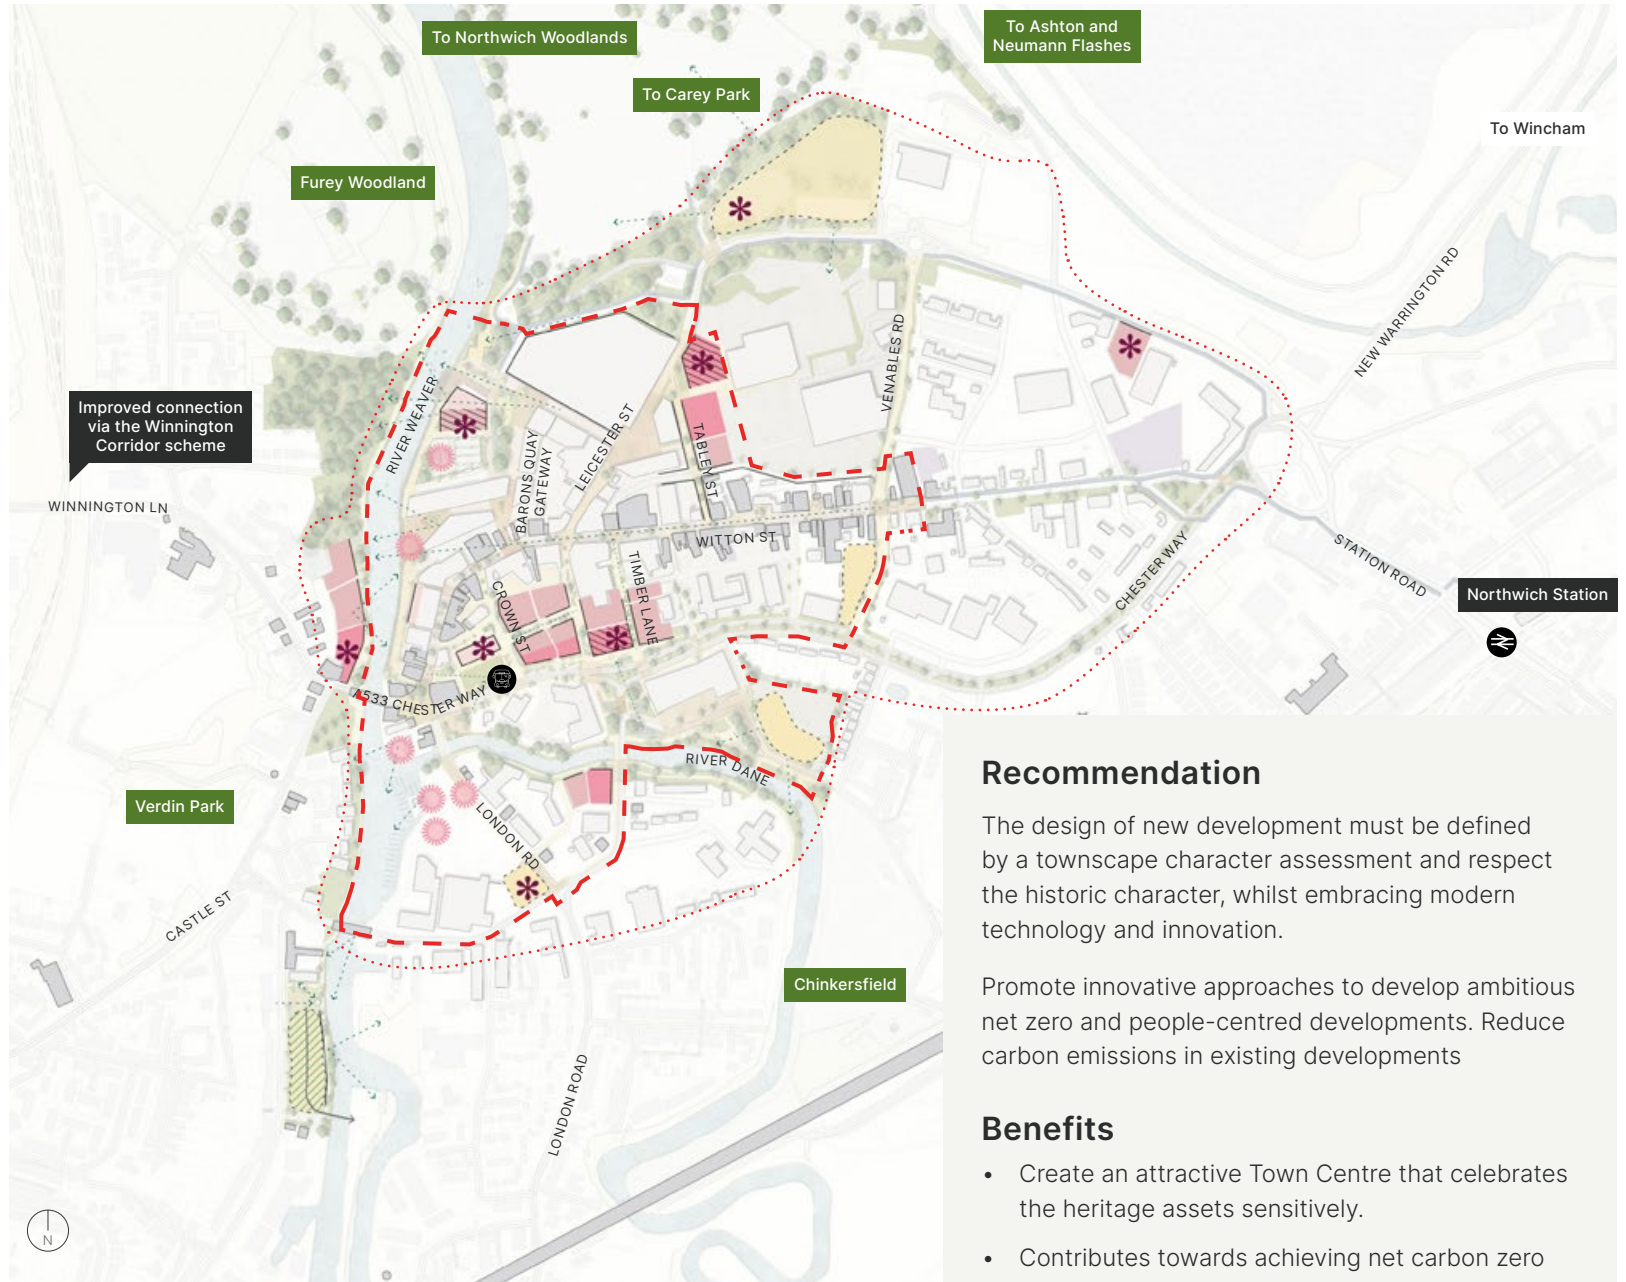 To Northwich Woodlands
To Ashton and
Neumann Flashes
To Carey Park
To Wincham
Furey Woodland
NEW WARRINGTON RD
VENABLES RD
RIVER WEAVER
Improved connection
via the Winnington
Corridor scheme
BARONS QUAY
GATEWAY
LEICESTER ST
TABLEY ST
WINNINGTON LN
WITTON ST
CROWN ST
TIMBER LANE
CHESTER WAY
STATION ROAD
Northwich Station
A533 CHESTER WAY
RIVER DANE
Verdin Park
LONDON RD
CASTLE ST
Chinkersfield
LONDON ROAD
N
Recommendation
The design of new development must be defined
by a townscape character assessment and respect
the historic character, whilst embracing modern
technology and innovation.
Promote innovative approaches to develop ambitious
net zero and people-centred developments. Reduce
carbon emissions in existing developments
Benefits
• Create an attractive Town Centre that celebrates
the heritage assets sensitively.
• Contributes towards achieving net carbon zero